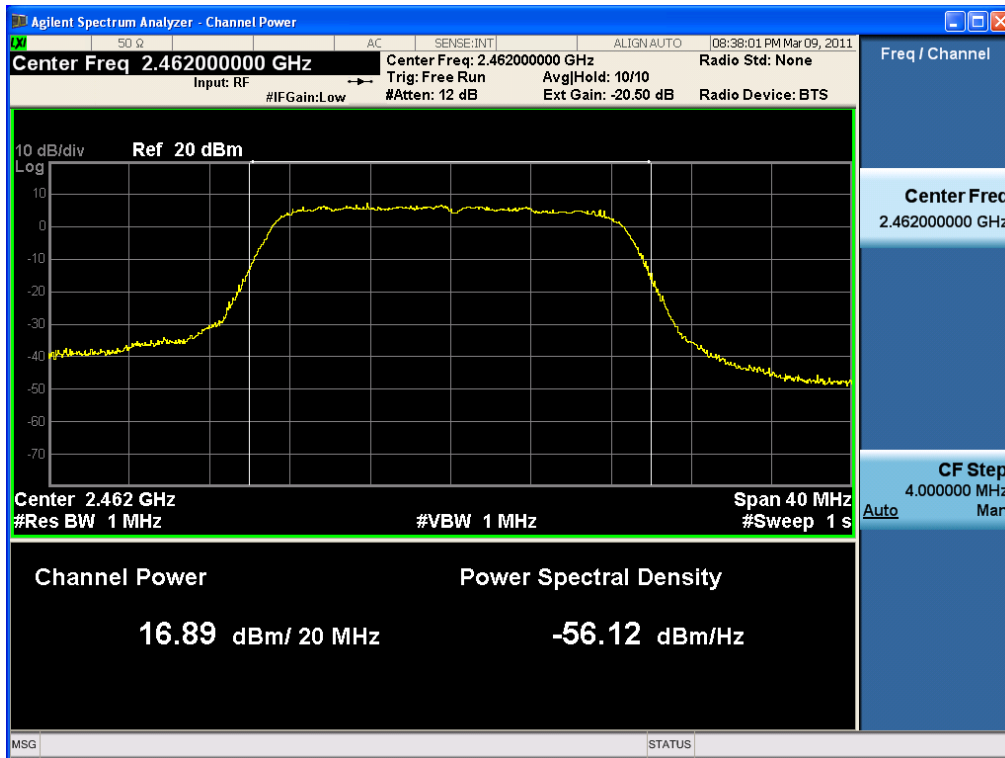 Agilent Spectrum Analyzer - Channel Power
LXI 50 Ω AC SENSE:INT ALIGN AUTO 08:38:01 PM Mar 09, 2011
Center Freq 2.462000000 GHz
Input: RF
#IFGain:Low
Center Freq: 2.462000000 GHz
Trig: Free Run Avg|Hold: 10/10
#Atten: 12 dB Ext Gain: -20.50 dB
Radio Std: None
Radio Device: BTS
Freq / Channel
10 dB/div Ref 20 dBm
Log
10
0
-10
-20
-30
-40
-50
-60
-70
Center 2.462 GHz Span 40 MHz
#Res BW 1 MHz #VBW 1 MHz #Sweep 1 s
Center Freq
2.462000000 GHz
CF Step
4.000000 MHz
Auto Man
Channel Power Power Spectral Density
16.89 dBm/ 20 MHz -56.12 dBm/Hz
MSG STATUS